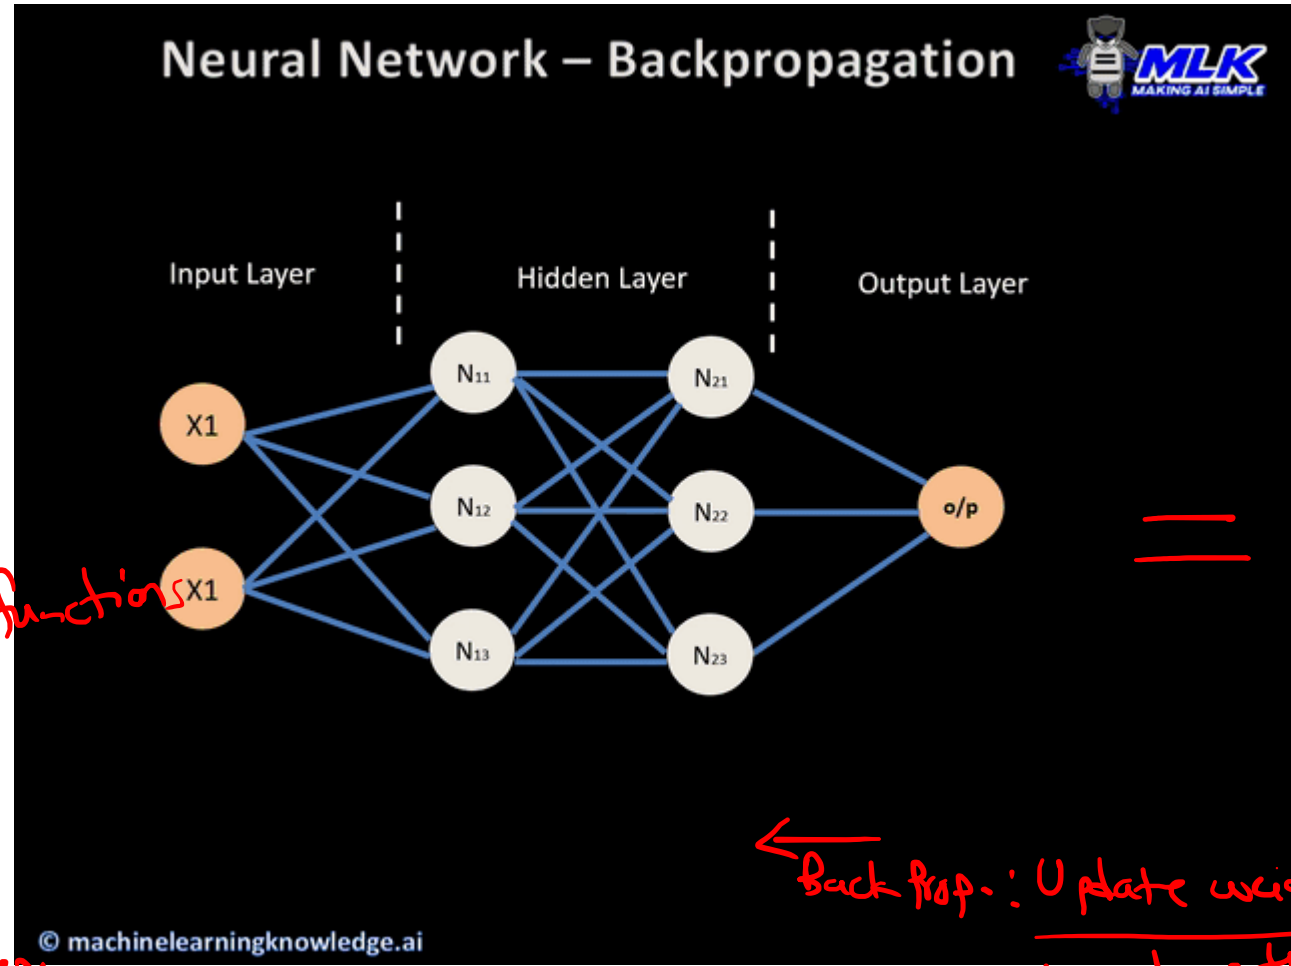 Neural Network – Backpropagation
MLK
MAKING AI SIMPLE
Input Layer
Hidden Layer
Output Layer
N11
N21
X1
N12
N22
o/p
functions
X1
N13
N23
Back Prop.: Update
© machinelearningknowledge.ai